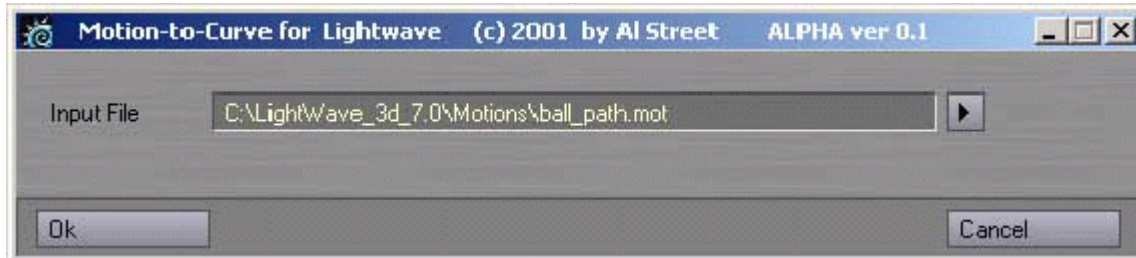 Motion-to-Curve for Lightwave (c) 2001 by Al Street ALPHA ver 0.1
Input File C:\LightWave_3d_7.0\Motions\ball_path.mot
Ok Cancel